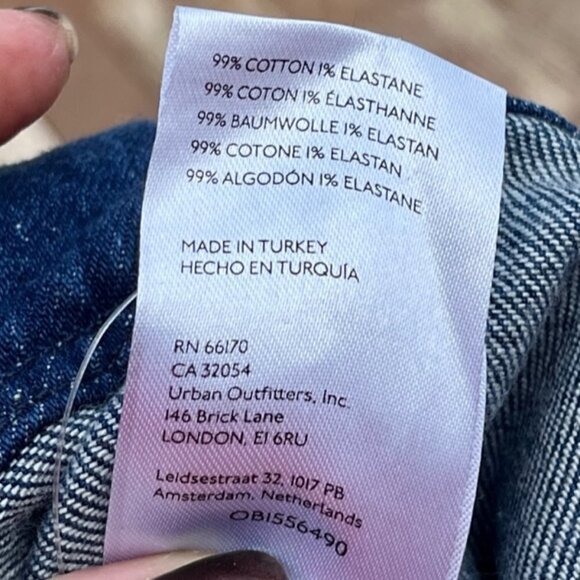 99% COTTON 1% ELASTANE
99% COTON 1% ÉLASTHANNE
99% BAUMWOLLE 1% ELASTAN
99% COTONE 1% ELASTAN
99% ALGODÓN 1% ELASTANE
MADE IN TURKEY
HECHO EN TURQUÍA
RN 66170
CA 32054
Urban Outfitters, Inc.
146 Brick Lane
LONDON, E1 6RU
Leidsestraat 32, 1017 PB
Amsterdam, Netherlands
OB1556490